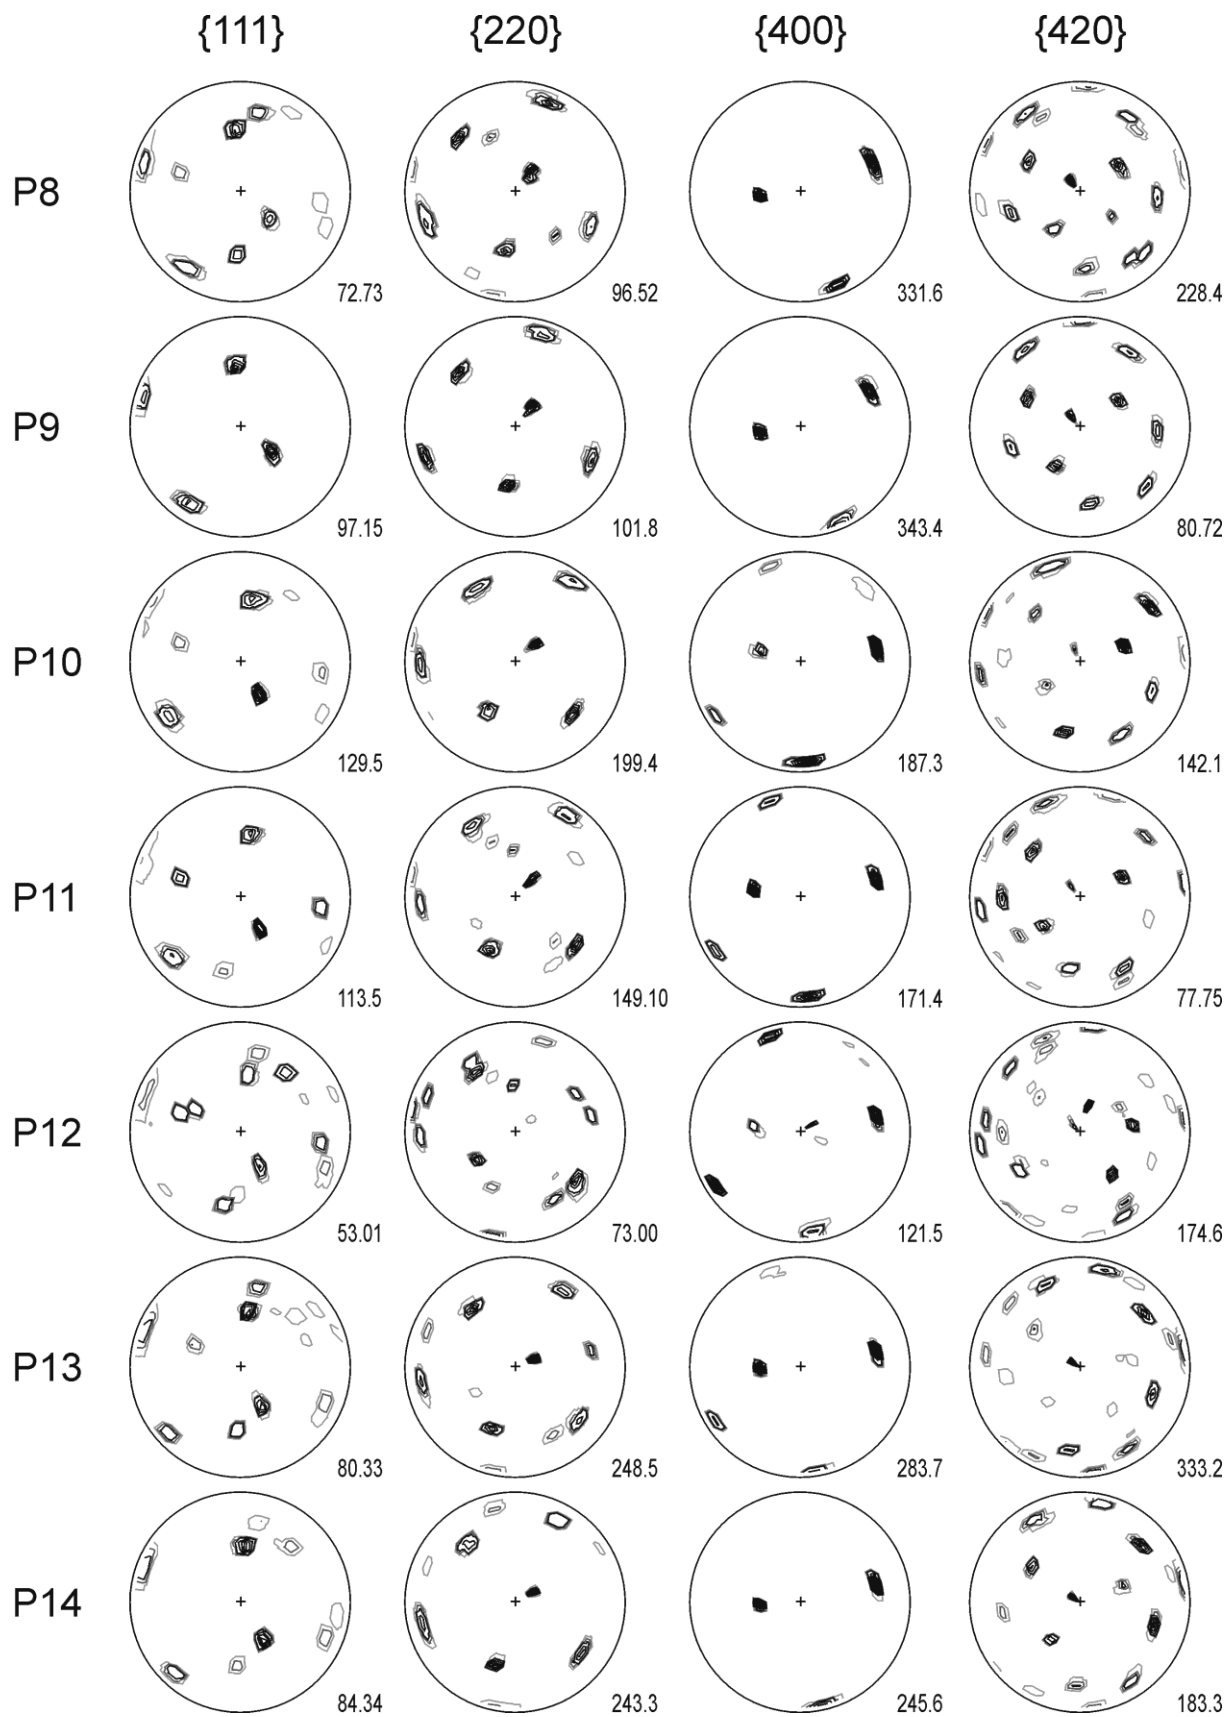 {111} {220} {400} {420}
P8 72.73 96.52 331.6 228.4
P9 97.15 101.8 343.4 80.72
P10 129.5 199.4 187.3 142.1
P11 113.5 149.10 171.4 77.75
P12 53.01 73.00 121.5 174.6
P13 80.33 248.5 283.7 333.2
P14 84.34 243.3 245.6 183.3